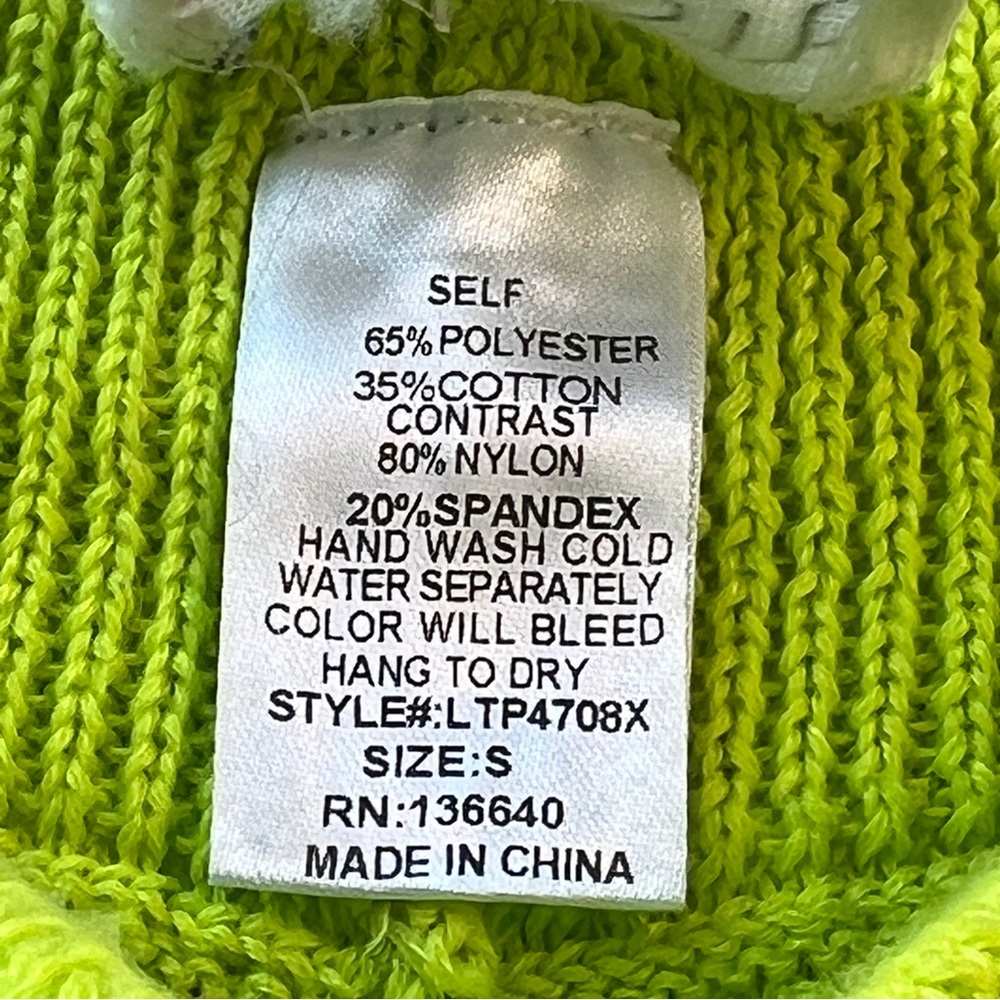 SELF
65% POLYESTER
35%COTTON
CONTRAST
80% NYLON
20%SPANDEX
HAND WASH COLD
WATER SEPARATELY
COLOR WILL BLEED
HANG TO DRY
STYLE#:LTP4708X
SIZE:S
RN:136640
MADE IN CHINA